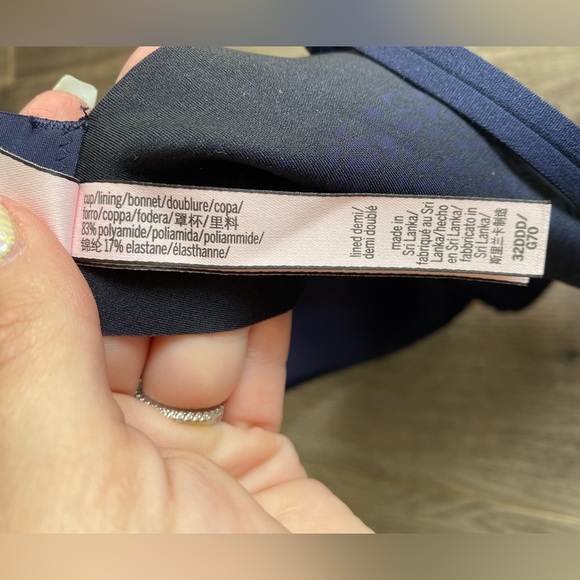 cup/lining/bonnet/doublure/copa/
forro/coppa/fodera/罩杯/里料
83% polyamide/poliamida/poliammide/
锦纶 17% elastane/élasthanne/
lined demi/
demi doublé
made in
Sri Lanka/
fabriqué au Sri
Lanka/hecho
en Sri Lanka/
fabricato in
Sri Lanka/
斯里兰卡制造
32DDD/
G70